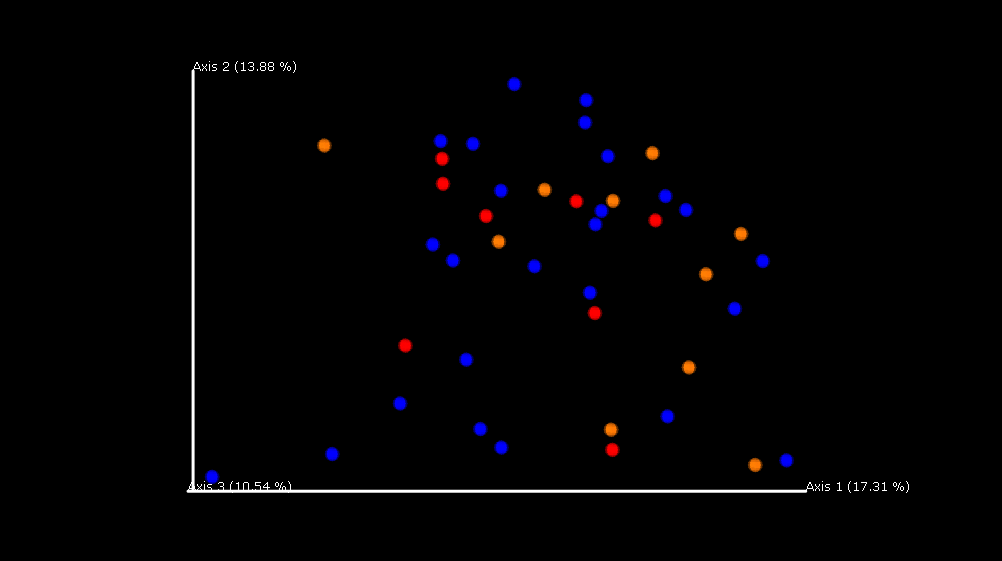 Axis 2 (13.88 %)
Axis 3 (10.54 %)
Axis 1 (17.31 %)